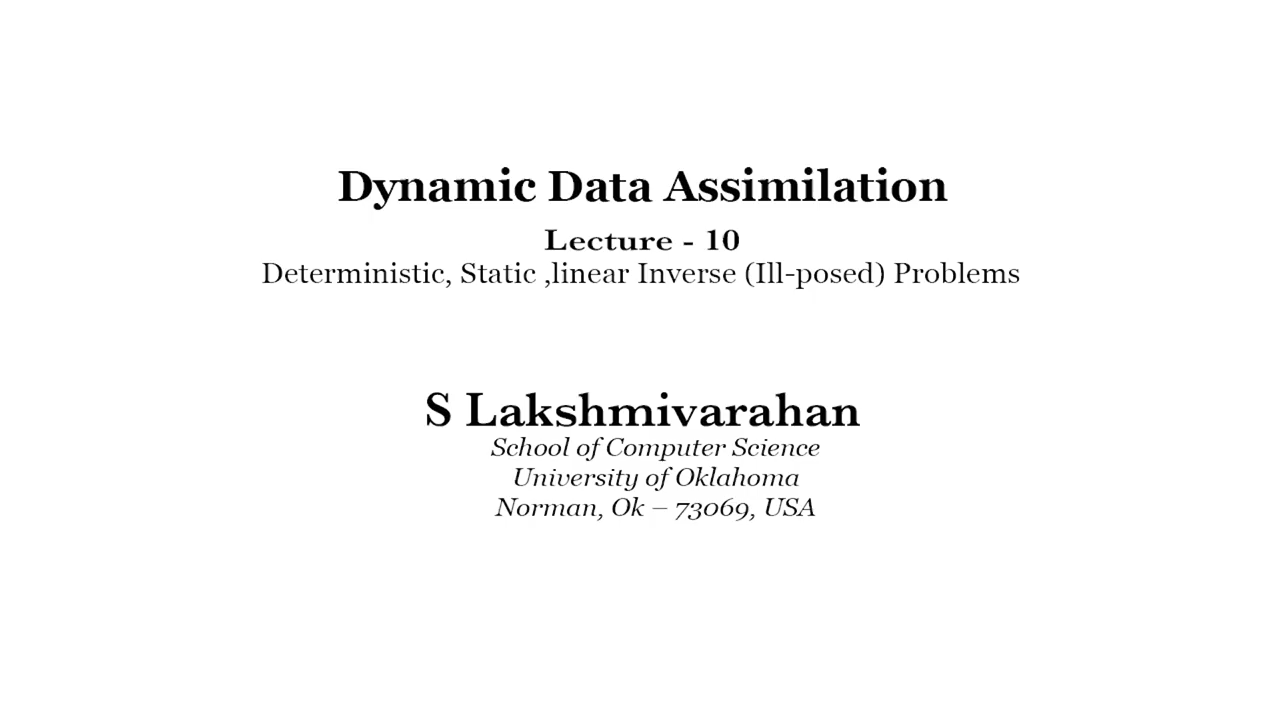 Dynamic Data Assimilation
Lecture - 10
Deterministic, Static ,linear Inverse (Ill-posed) Problems
S Lakshmivarahan
School of Computer Science
University of Oklahoma
Norman, Ok – 73069, USA